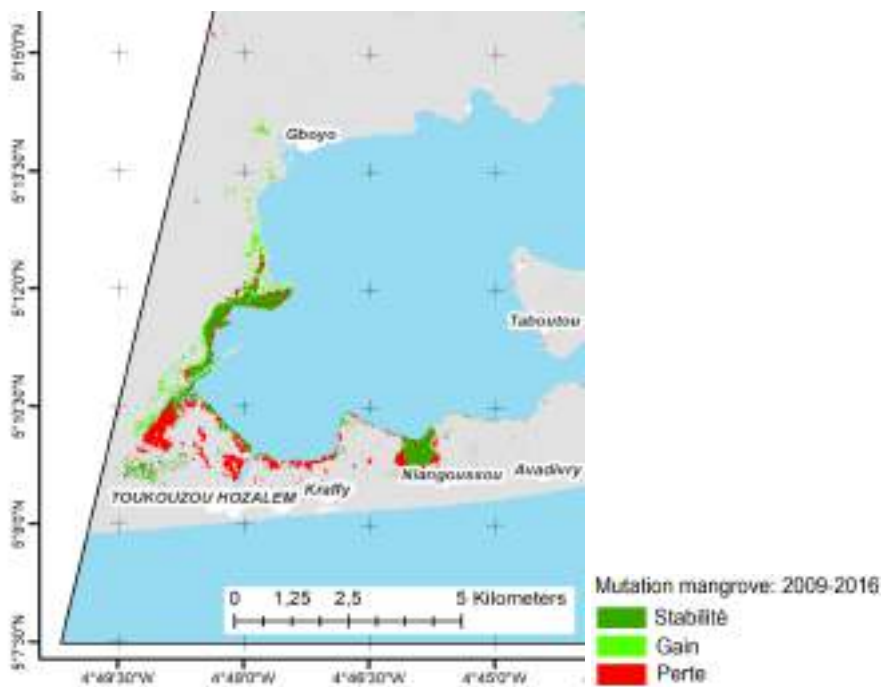 5°15'0"N
Gboyo
5°13'30"N
5°12'0"N
Taboutou
5°10'30"N
Niangoussou
Avadivry
Kraffy
TOUKOUZOU HOZALEM
5°9'0"N
0 1,25 2,5 5 Kilometers
5°7'30"N
4°49'30"W 4°48'0"W 4°46'30"W 4°45'0"W
Mutation mangrove: 2009-2016
Stabilité
Gain
Perte